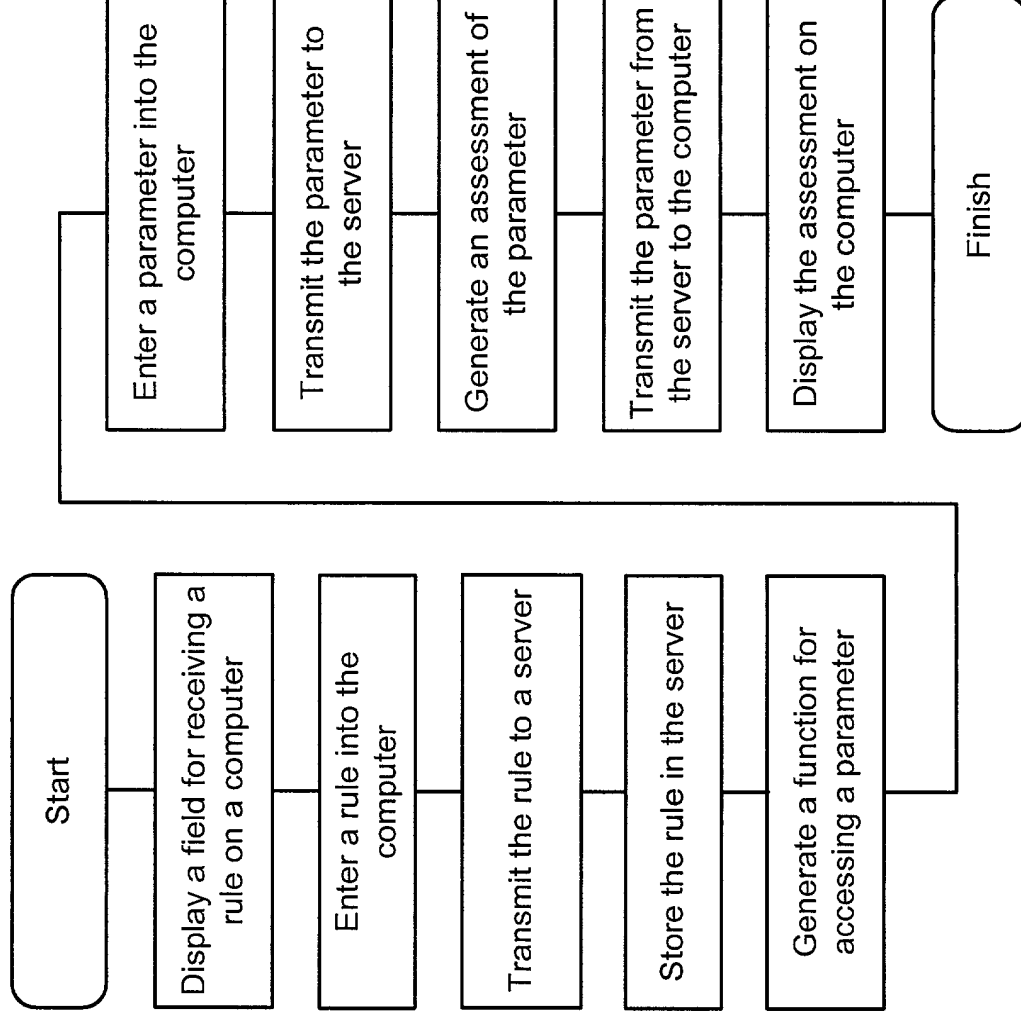 Start
Display a field for receiving a
rule on a computer
Enter a rule into the
computer
Transmit the rule to a server
Store the rule in the server
Generate a function for
accessing a parameter
Enter a parameter into the
computer
Transmit the parameter to
the server
Generate an assessment of
the parameter
Transmit the parameter from
the server to the computer
Display the assessment on
the computer
Finish